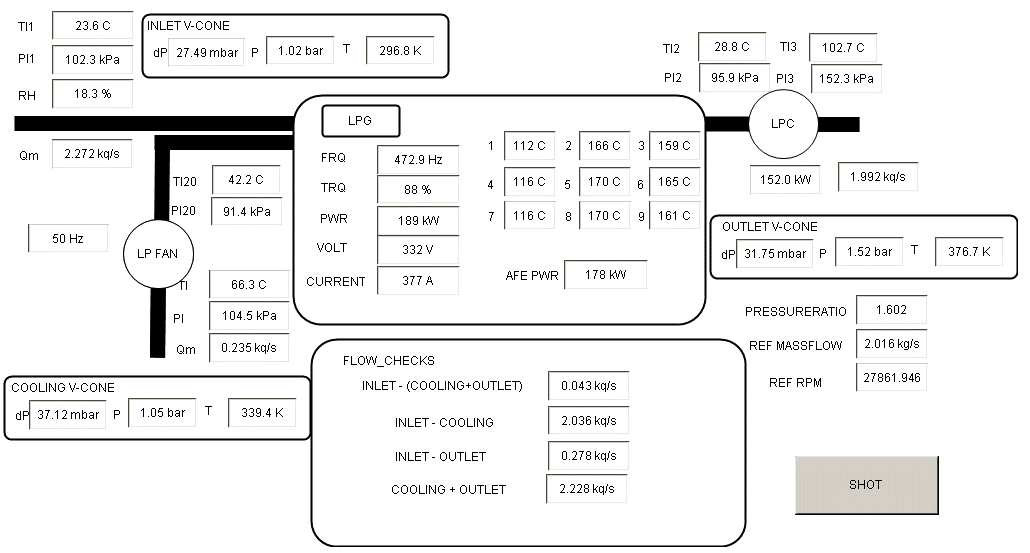 TI1 23.6 C
PI1 102.3 kPa
RH 18.3 %
INLET V-CONE
dP 27.49 mbar P 1.02 bar T 296.8 K
TI2 28.8 C TI3 102.7 C
PI2 95.9 kPa PI3 152.3 kPa
LPC
Qm 2.272 kq/s
152.0 kW 1.992 kq/s
TI20 42.2 C
PI20 91.4 kPa
50 Hz
LP FAN
TI 66.3 C
PI 104.5 kPa
Qm 0.235 kq/s
LPG
FRQ 472.9 Hz
TRQ 88 %
PWR 189 kW
VOLT 332 V
CURRENT 377 A
1 112 C 2 166 C 3 159 C
4 116 C 5 170 C 6 165 C
7 116 C 8 170 C 9 161 C
AFE PWR 178 kW
OUTLET V-CONE
dP 31.75 mbar P 1.52 bar T 376.7 K
PRESSURERATIO 1.602
REF MASSFLOW 2.016 kg/s
REF RPM 27861.946
COOLING V-CONE
dP 37.12 mbar P 1.05 bar T 339.4 K
FLOW_CHECKS
INLET - (COOLING+OUTLET) 0.043 kq/s
INLET - COOLING 2.036 kq/s
INLET - OUTLET 0.278 kq/s
COOLING + OUTLET 2.228 kq/s
SHOT